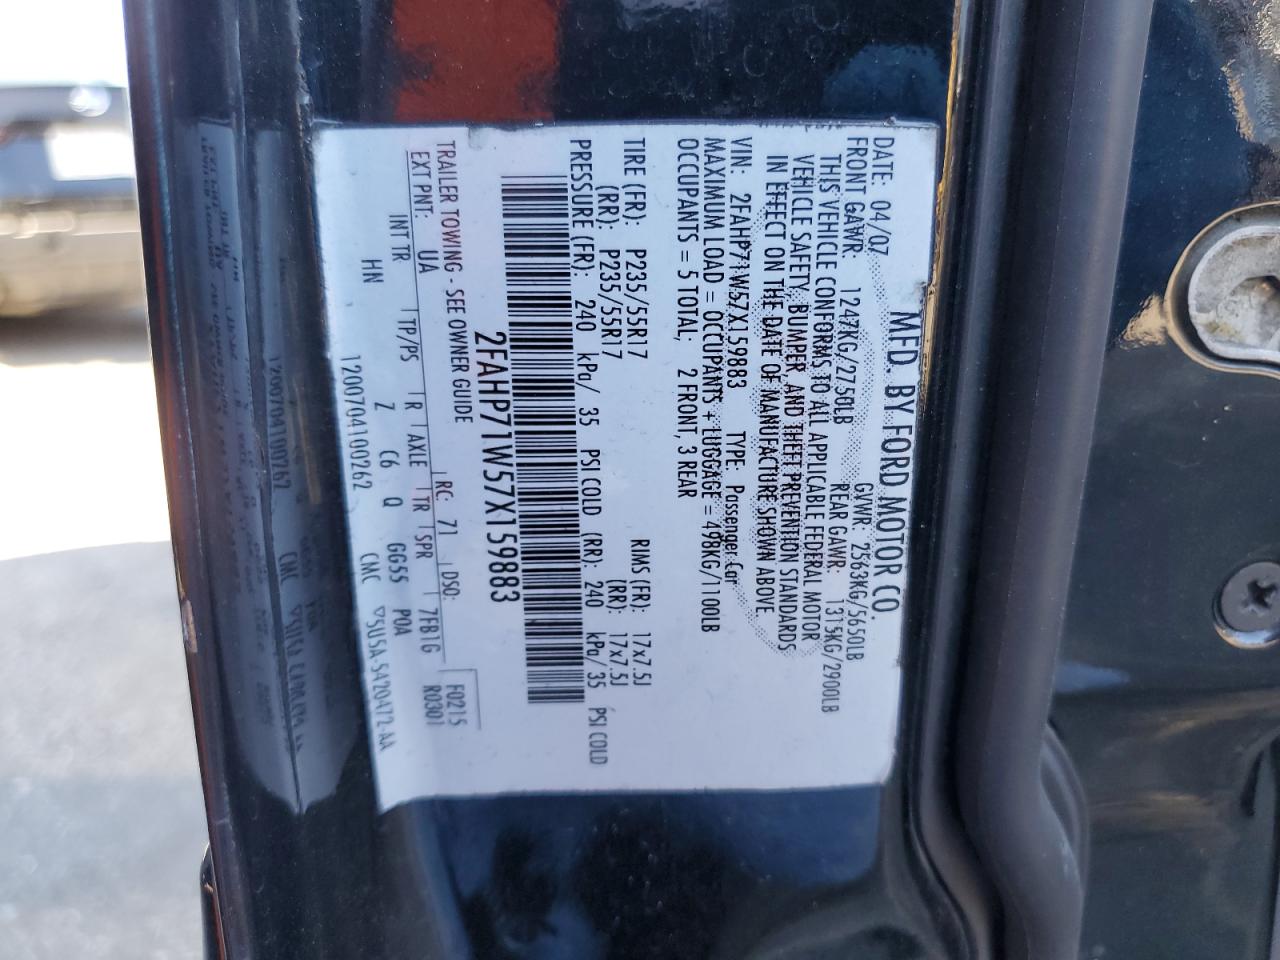 MFD. BY FORD MOTOR CO.
DATE: 04/07 GVWR: 2563KG/5650LB
FRONT GAWR: 1247KG/2750LB REAR GAWR: 1315KG/2900LB
THIS VEHICLE CONFORMS TO ALL APPLICABLE FEDERAL MOTOR
VEHICLE SAFETY, BUMPER, AND THEFT PREVENTION STANDARDS
IN EFFECT ON THE DATE OF MANUFACTURE SHOWN ABOVE
VIN: 2FAHP71W57X159883 TYPE: Passenger Car
MAXIMUM LOAD = OCCUPANTS + LUGGAGE = 498KG/1100LB
OCCUPANTS = 5 TOTAL, 2 FRONT, 3 REAR
TIRE (FR): P235/55R17 RIMS (FR): 17x7.5J
(RR): P235/55R17 (RR): 17x7.5J
PRESSURE (FR): 240 kPa/ 35 PSI COLD (RR): 240 kPa/ 35 PSI COLD
2FAHP71W57X159883
TRAILER TOWING - SEE OWNER GUIDE F0215
EXT PNT: UA RC: 71 DSO: 7FB1G R0301
INT TR TP/PS R AXLE TR SPR
HN Z C6 Q GG55 P0A
1200704100262 CMC ▽5U5A-5420472-AA